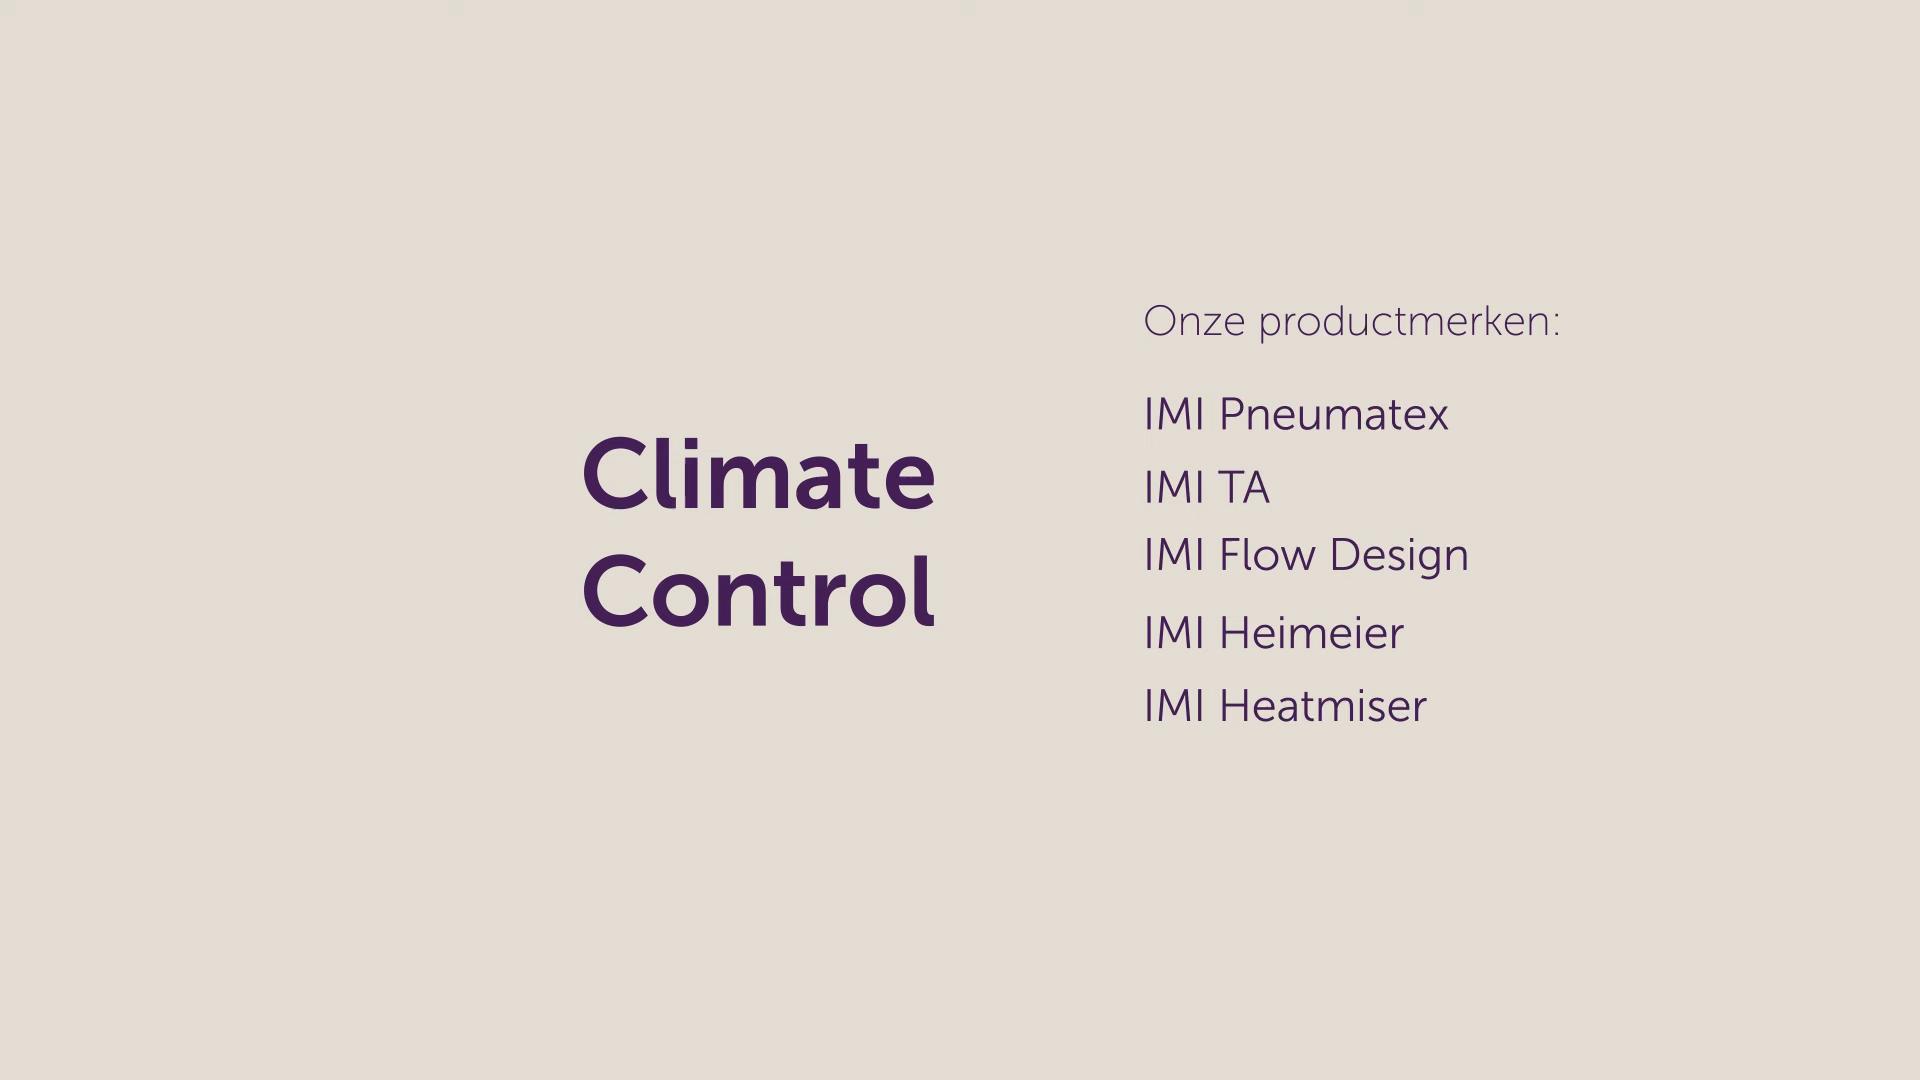 Climate
Control
Onze productmerken:
IMI Pneumatex
IMI TA
IMI Flow Design
IMI Heimeier
IMI Heatmiser